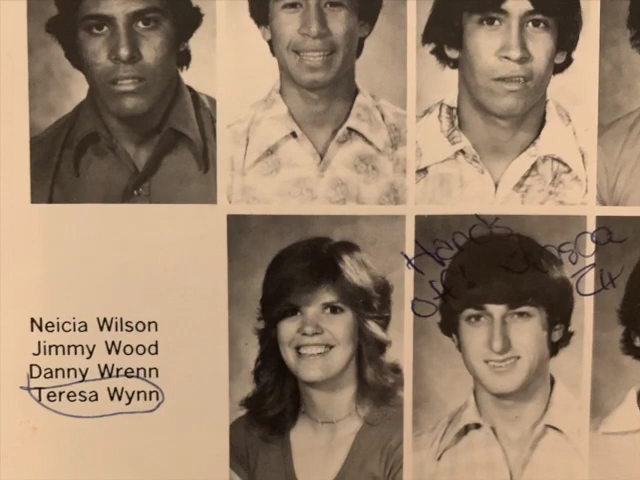 Hands
Off!
Neicia Wilson
Jimmy Wood
Danny Wrenn
Teresa Wynn